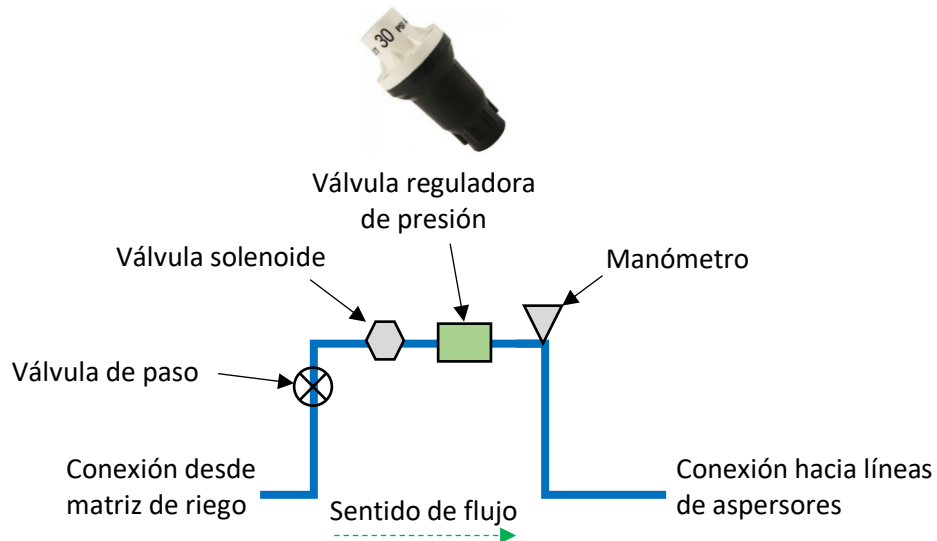 30 PSI
Válvula reguladora
de presión
Válvula solenoide
Manómetro
Válvula de paso
Conexión desde
matriz de riego
Sentido de flujo
Conexión hacia líneas
de aspersores